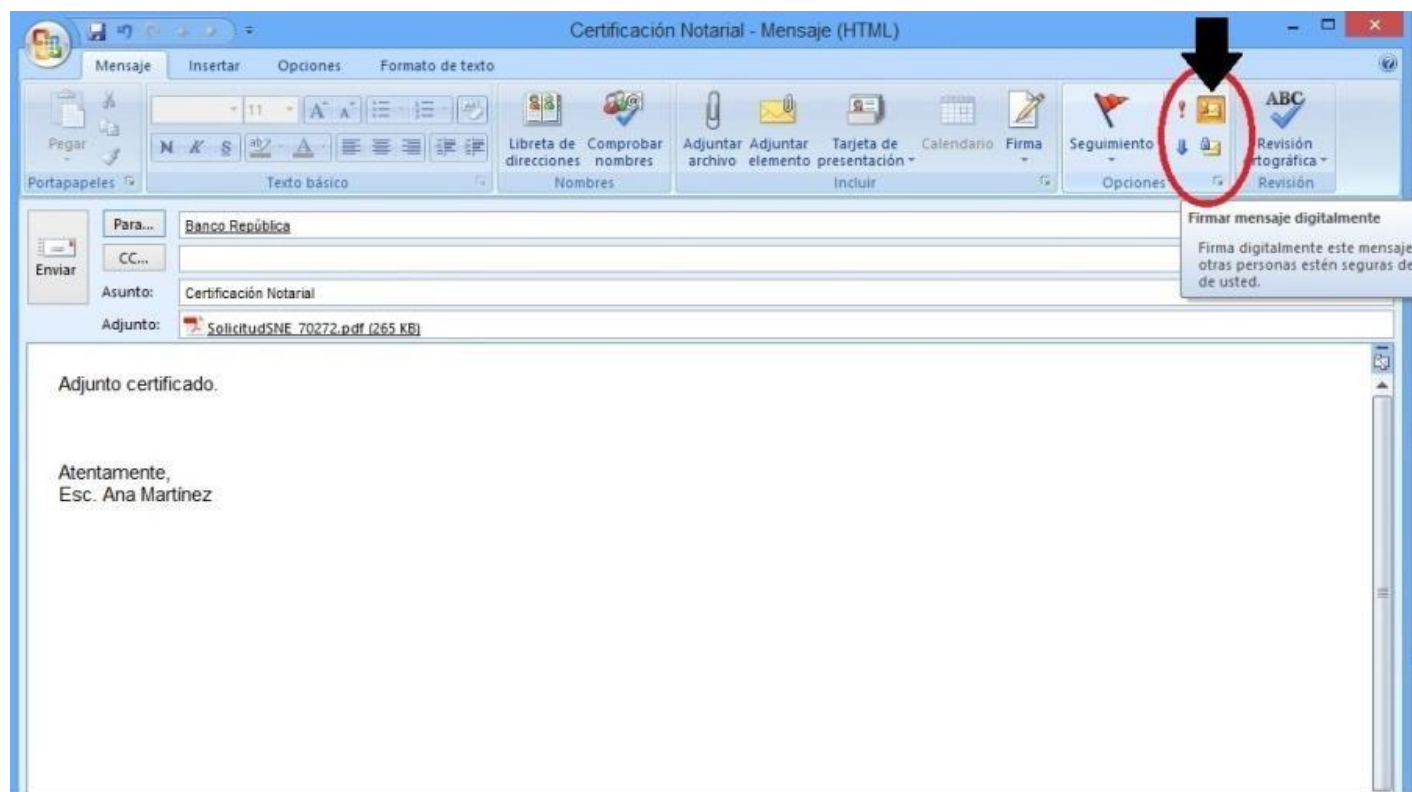 Certificación Notarial - Mensaje (HTML)
Mensaje Insertar Opciones Formato de texto
Pegar
11
N K S
Libreta de direcciones
Comprobar nombres
Adjuntar archivo
Adjuntar elemento
Tarjeta de presentación
Calendario
Firma
Seguimiento
ABC
Revisión
tográfica
Portapapeles Texto básico Nombres Incluir Opciones Revisión
Firmar mensaje digitalmente
Firma digitalmente este mensaje
otras personas estén seguras de
de usted.
Enviar
Para... Banco República
CC...
Asunto: Certificación Notarial
Adjunto: SolicitudSNE_70272.pdf (265 KB)
Adjunto certificado.
Atentamente,
Esc. Ana Martínez